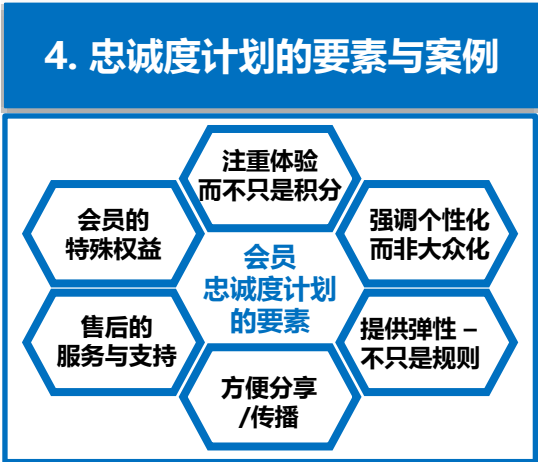 4. 忠诚度计划的要素与案例
注重体验
而不只是积分
会员的
特殊权益
强调个性化
而非大众化
会员
忠诚度计划
的要素
售后的
服务与支持
提供弹性 –
不只是规则
方便分享
/传播